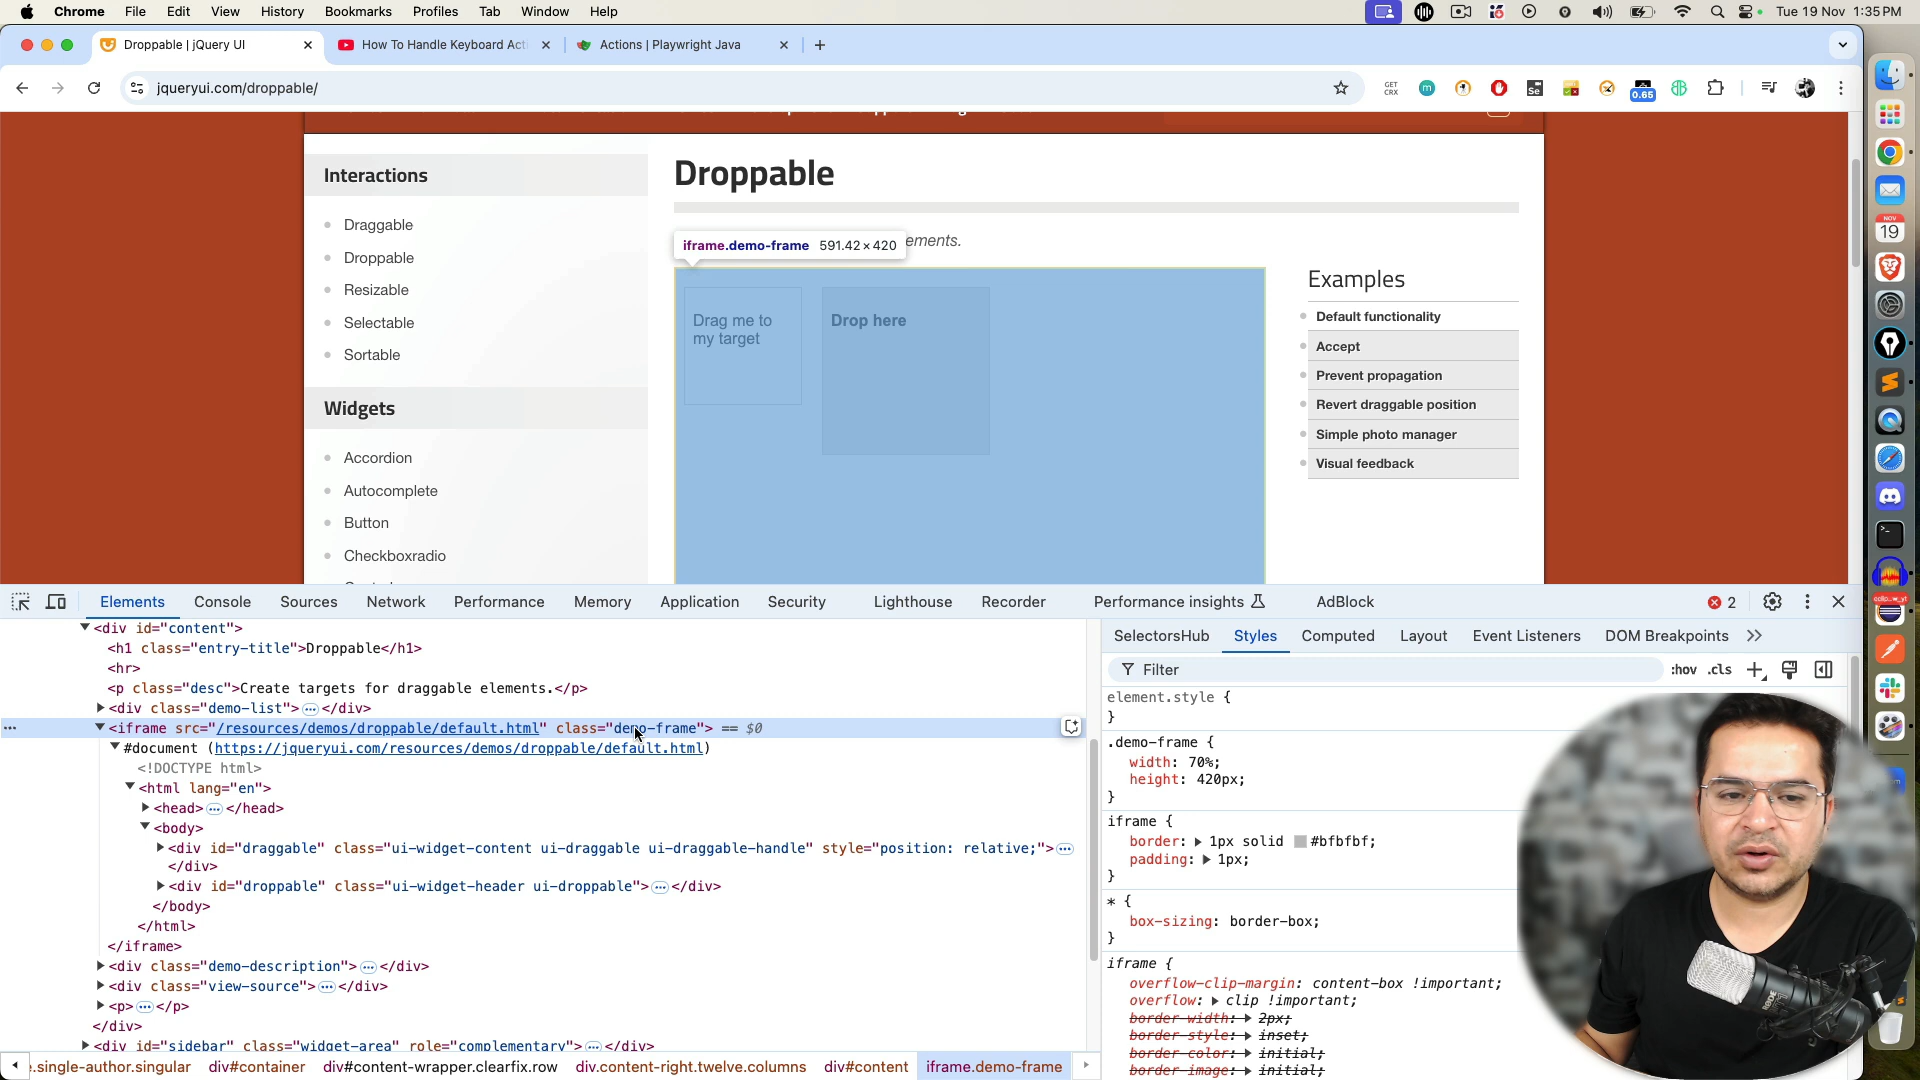 Chrome File Edit View History Bookmarks Profiles Tab Window Help
Tue 19 Nov 1:35 PM
Droppable | jQuery UI
How To Handle Keyboard Acti
Actions | Playwright Java
jqueryui.com/droppable/
GET
CRX
0.65
Interactions
Draggable
Droppable
Resizable
Selectable
Sortable
Widgets
Accordion
Autocomplete
Button
Checkboxradio
Droppable
ements.
iframe.demo-frame 591.42 × 420
Drag me to
my target
Drop here
Examples
Default functionality
Accept
Prevent propagation
Revert draggable position
Simple photo manager
Visual feedback
NOV
19
Elements Console Sources Network Performance Memory Application Security Lighthouse Recorder Performance insights AdBlock 2
<div id="content">
<h1 class="entry-title">Droppable</h1>
<hr>
<p class="desc">Create targets for draggable elements.</p>
<div class="demo-list"> </div>
<iframe src="/resources/demos/droppable/default.html" class="demo-frame"> == $0
#document (https://jqueryui.com/resources/demos/droppable/default.html)
<!DOCTYPE html>
<html lang="en">
<head> </head>
<body>
<div id="draggable" class="ui-widget-content ui-draggable ui-draggable-handle" style="position: relative;">
</div>
<div id="droppable" class="ui-widget-header ui-droppable"> </div>
</body>
</html>
</iframe>
<div class="demo-description"> </div>
<div class="view-source"> </div>
<p> </p>
</div>
<div id="sidebar" class="widget-area" role="complementary"> </div>
.single-author.singular div#container div#content-wrapper.clearfix.row div.content-right.twelve.columns div#content iframe.demo-frame
SelectorsHub Styles Computed Layout Event Listeners DOM Breakpoints
Filter :hov .cls
element.style {
}
.demo-frame {
width: 70%;
height: 420px;
}
iframe {
border: 1px solid #bfbfbf;
padding: 1px;
}
* {
box-sizing: border-box;
}
iframe {
overflow-clip-margin: content-box !important;
overflow: clip !important;
border-width: 2px;
border-style: inset;
border-color: initial;
border-image: initial;
RODE